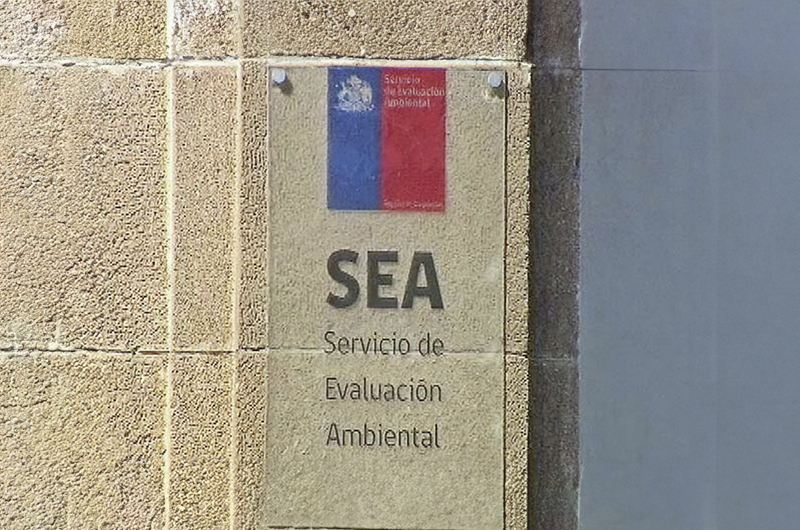 Servicio
de Evaluación
Ambiental
SEA
Servicio de
Evaluación
Ambiental